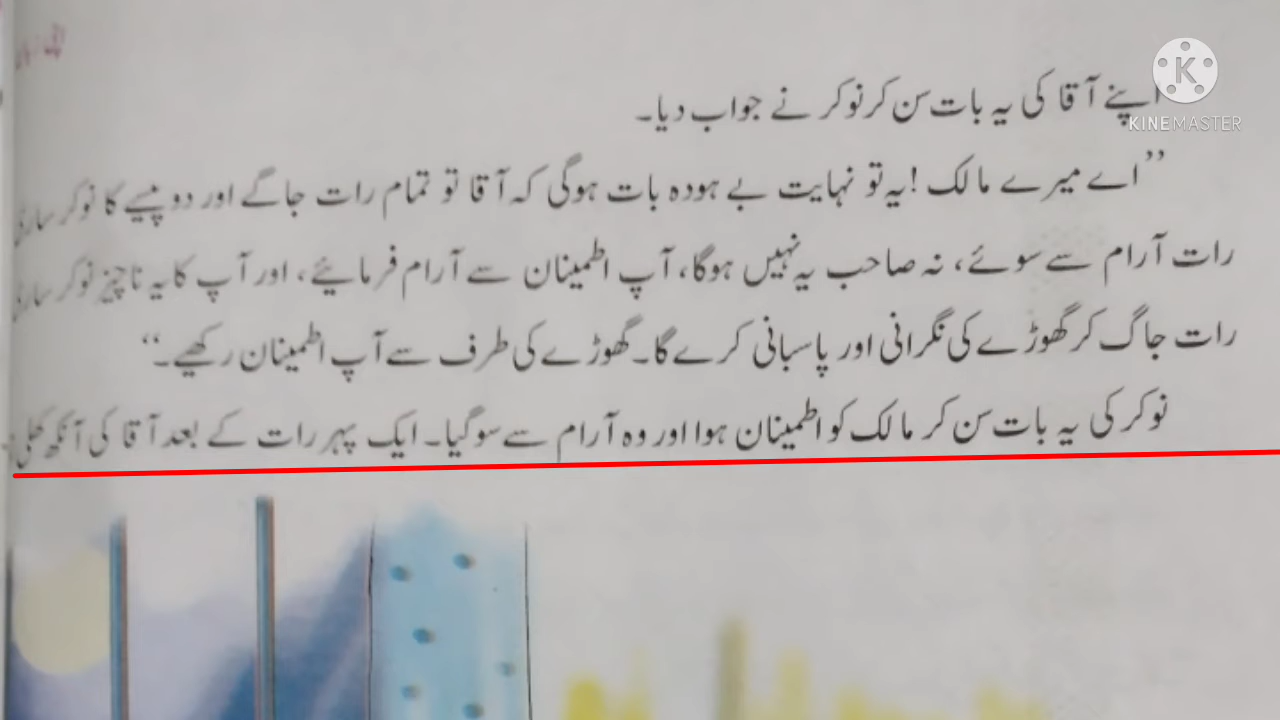 اپنے آقا کی یہ بات سن کر نوکر نے جواب دیا۔
”اے میرے مالک! یہ تو نہایت بے ہودہ بات ہوگی کہ آقا تو تمام رات جاگے اور دو پیسے کا نوکر ساری
رات آرام سے سوئے، نہ صاحب یہ نہیں ہوگا، آپ اطمینان سے آرام فرمائیے، اور آپ کا یہ ناچیز نوکر ساری
رات جاگ کر گھوڑے کی نگرانی اور پاسبانی کرے گا۔ گھوڑے کی طرف سے آپ اطمینان رکھیے۔“
نوکر کی یہ بات سن کر مالک کو اطمینان ہوا اور وہ آرام سے سوگیا۔ ایک پہر رات کے بعد آقا کی آنکھ کھلی
K
KINEMASTER